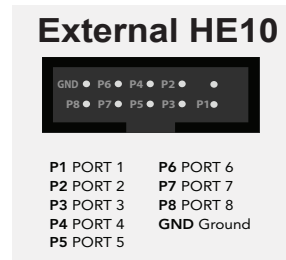 External HE10
GND P6 P4 P2
P8 P7 P5 P3 P1
P1 PORT 1 P6 PORT 6
P2 PORT 2 P7 PORT 7
P3 PORT 3 P8 PORT 8
P4 PORT 4 GND Ground
P5 PORT 5